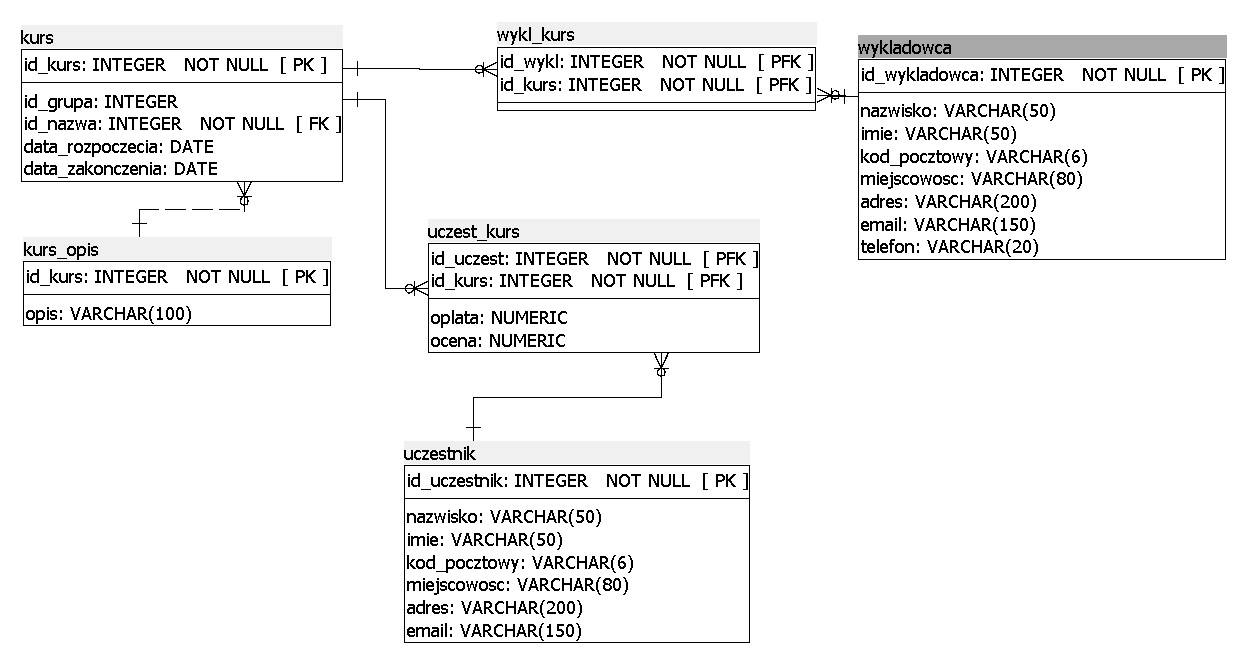 kurs
id_kurs: INTEGER NOT NULL [ PK ]
id_grupa: INTEGER
id_nazwa: INTEGER NOT NULL [ FK ]
data_rozpoczecia: DATE
data_zakonczenia: DATE
wykl_kurs
id_wykl: INTEGER NOT NULL [ PFK ]
id_kurs: INTEGER NOT NULL [ PFK ]
wykladowca
id_wykladowca: INTEGER NOT NULL [ PK ]
nazwisko: VARCHAR(50)
imie: VARCHAR(50)
kod_pocztowy: VARCHAR(6)
miejscowosc: VARCHAR(80)
adres: VARCHAR(200)
email: VARCHAR(150)
telefon: VARCHAR(20)
kurs_opis
id_kurs: INTEGER NOT NULL [ PK ]
opis: VARCHAR(100)
uczest_kurs
id_uczest: INTEGER NOT NULL [ PFK ]
id_kurs: INTEGER NOT NULL [ PFK ]
oplata: NUMERIC
ocena: NUMERIC
uczestnik
id_uczestnik: INTEGER NOT NULL [ PK ]
nazwisko: VARCHAR(50)
imie: VARCHAR(50)
kod_pocztowy: VARCHAR(6)
miejscowosc: VARCHAR(80)
adres: VARCHAR(200)
email: VARCHAR(150)